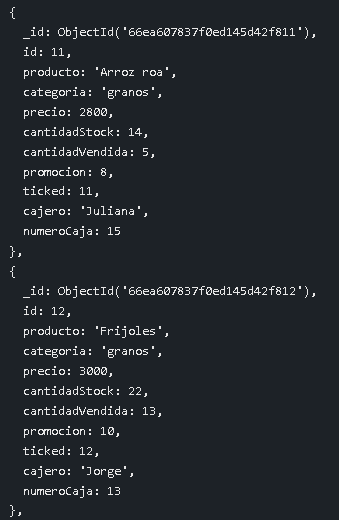 {
_id: ObjectId('66ea607837f0ed145d42f811'),
id: 11,
producto: 'Arroz roa',
categoria: 'granos',
precio: 2800,
cantidadStock: 14,
cantidadVendida: 5,
promocion: 8,
ticked: 11,
cajero: 'Juliana',
numeroCaja: 15
},
{
_id: ObjectId('66ea607837f0ed145d42f812'),
id: 12,
producto: 'Frijoles',
categoria: 'granos',
precio: 3000,
cantidadStock: 22,
cantidadVendida: 13,
promocion: 10,
ticked: 12,
cajero: 'Jorge',
numeroCaja: 13
},